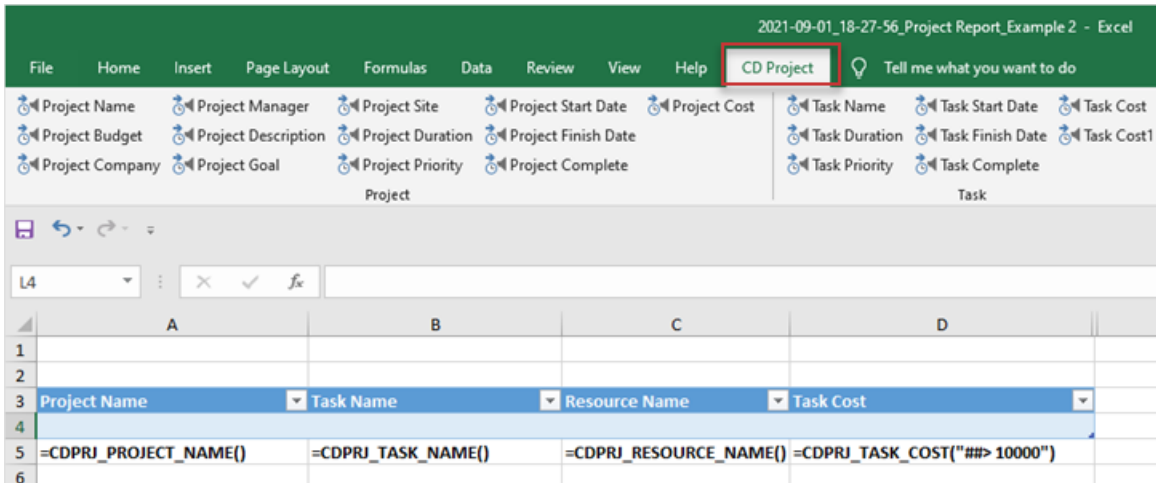 2021-09-01_18-27-56_Project Report_Example 2 - Excel
File Home Insert Page Layout Formulas Data Review View Help CD Project Tell me what you want to do
Project Name Project Manager Project Site Project Start Date Project Cost Task Name Task Start Date Task Cost
Project Budget Project Description Project Duration Project Finish Date Task Duration Task Finish Date Task Cost1
Project Company Project Goal Project Priority Project Complete Task Priority Task Complete
Project Task
L4 fx
A B C D
1
2
3 Project Name Task Name Resource Name Task Cost
4
5 =CDPRJ_PROJECT_NAME() =CDPRJ_TASK_NAME() =CDPRJ_RESOURCE_NAME() =CDPRJ_TASK_COST("##> 10000")
6